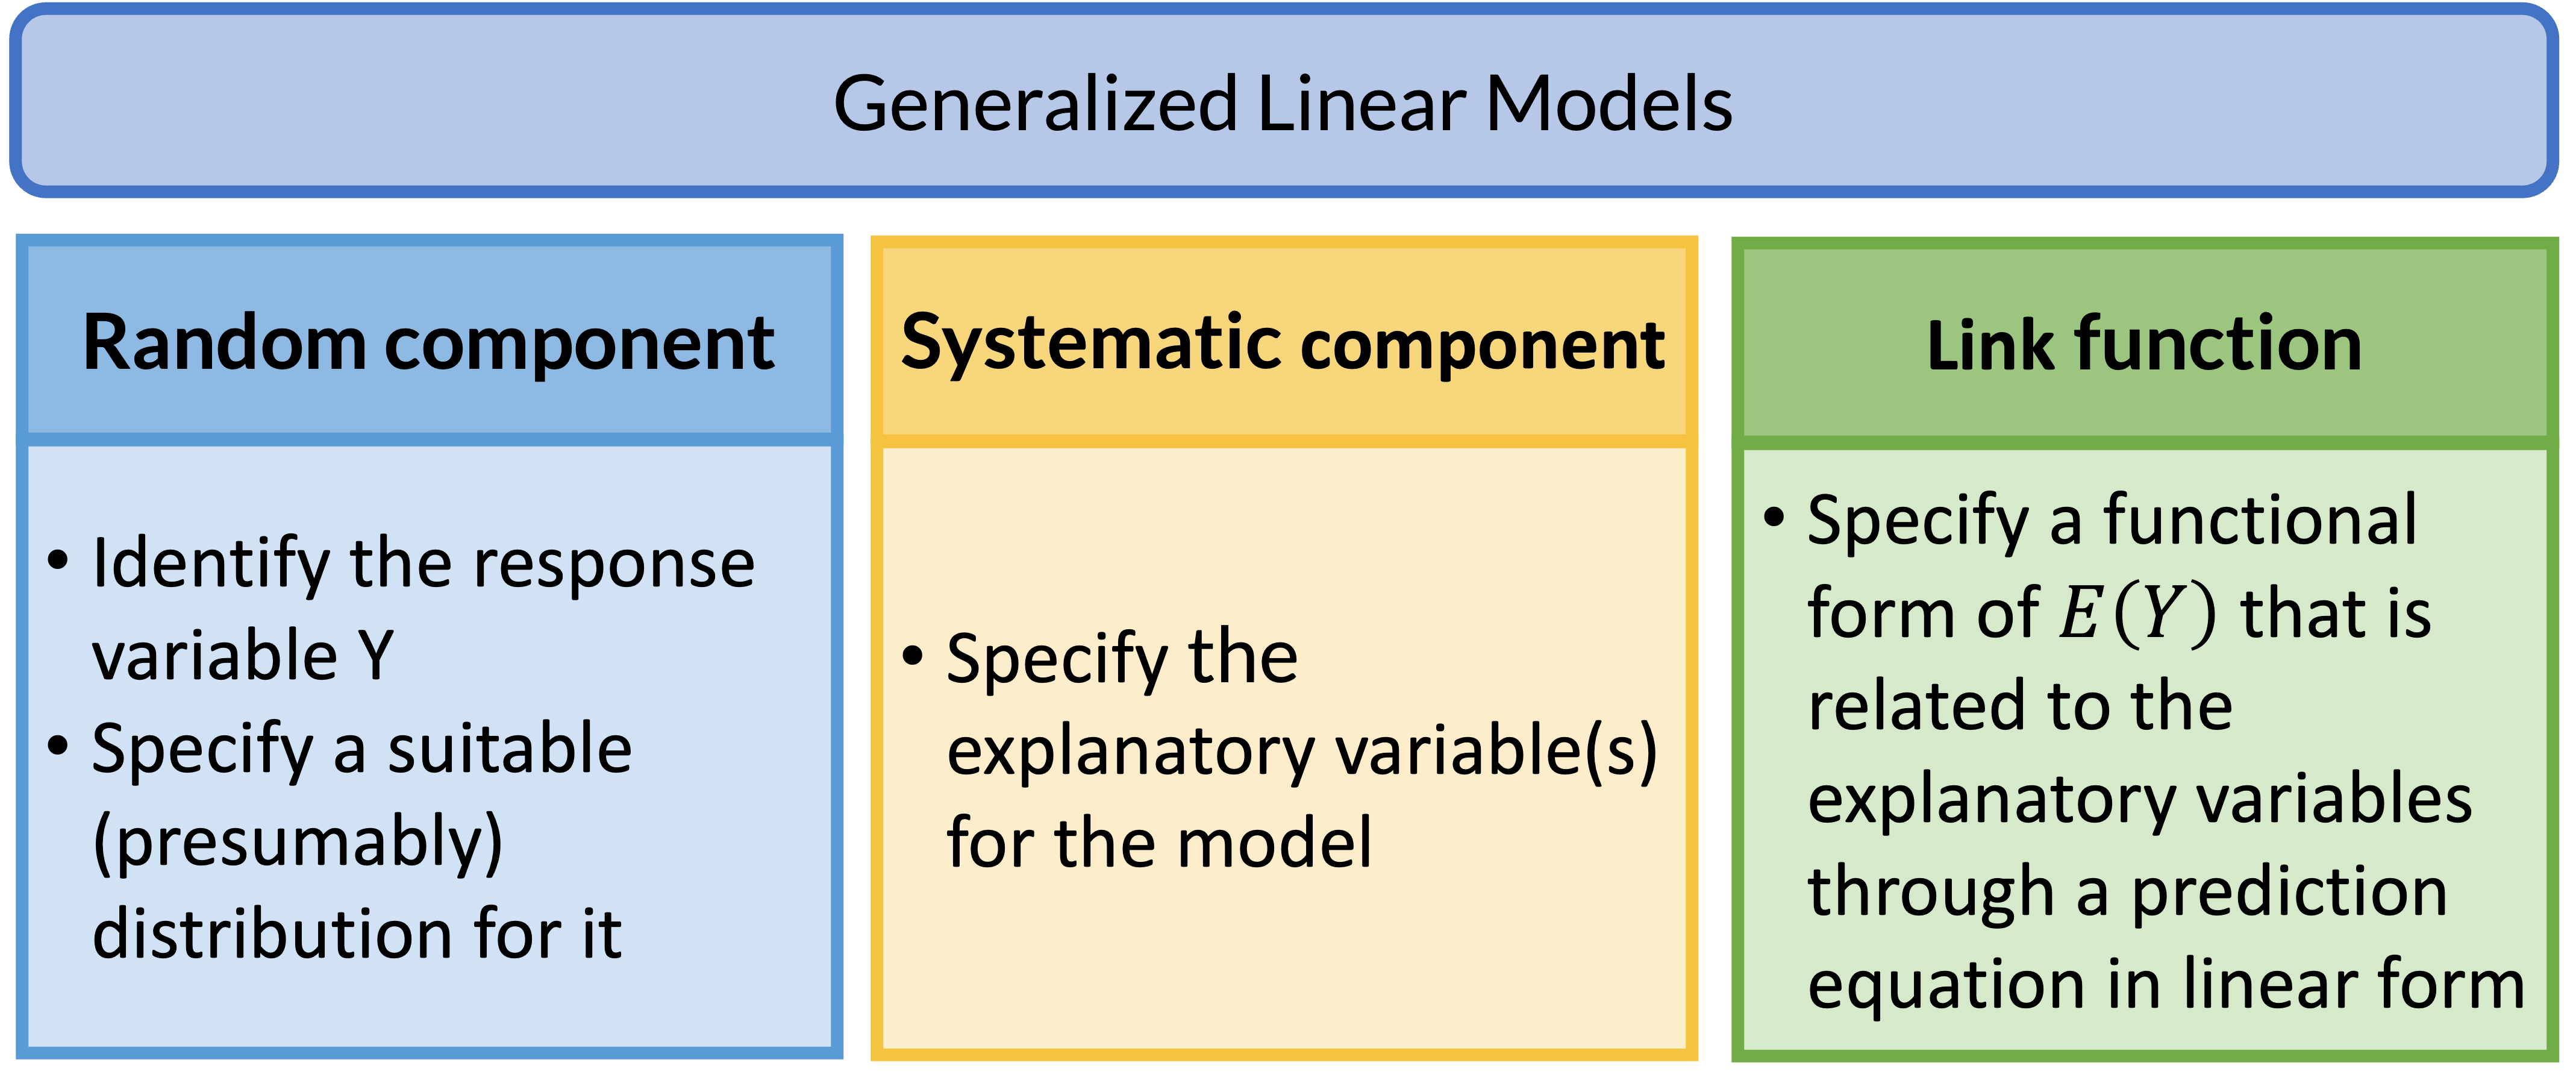 Generalized Linear Models
Random component
• Identify the response
variable Y
• Specify a suitable
(presumably)
distribution for it
Systematic component
• Specify the
explanatory variable(s)
for the model
Link function
• Specify a functional
form of E(Y) that is
related to the
explanatory variables
through a prediction
equation in linear form